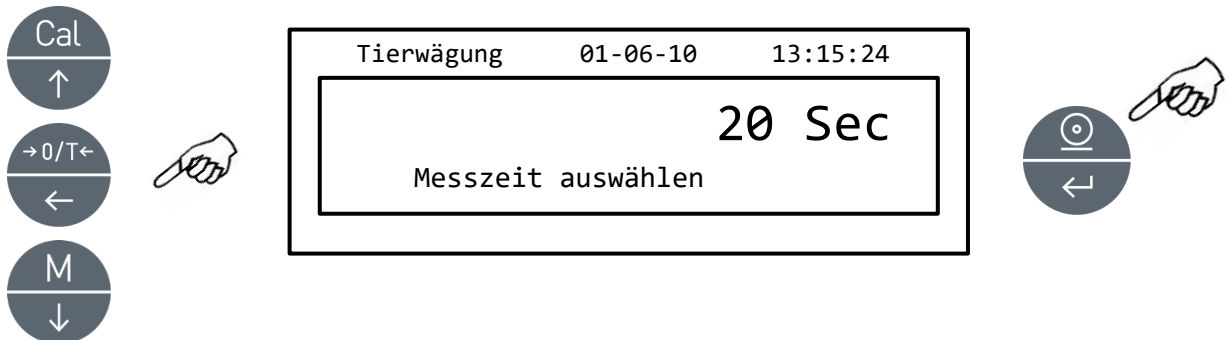 Cal
→0/T←
M
Tierwägung 01-06-10 13:15:24
20 Sec
Messzeit auswählen